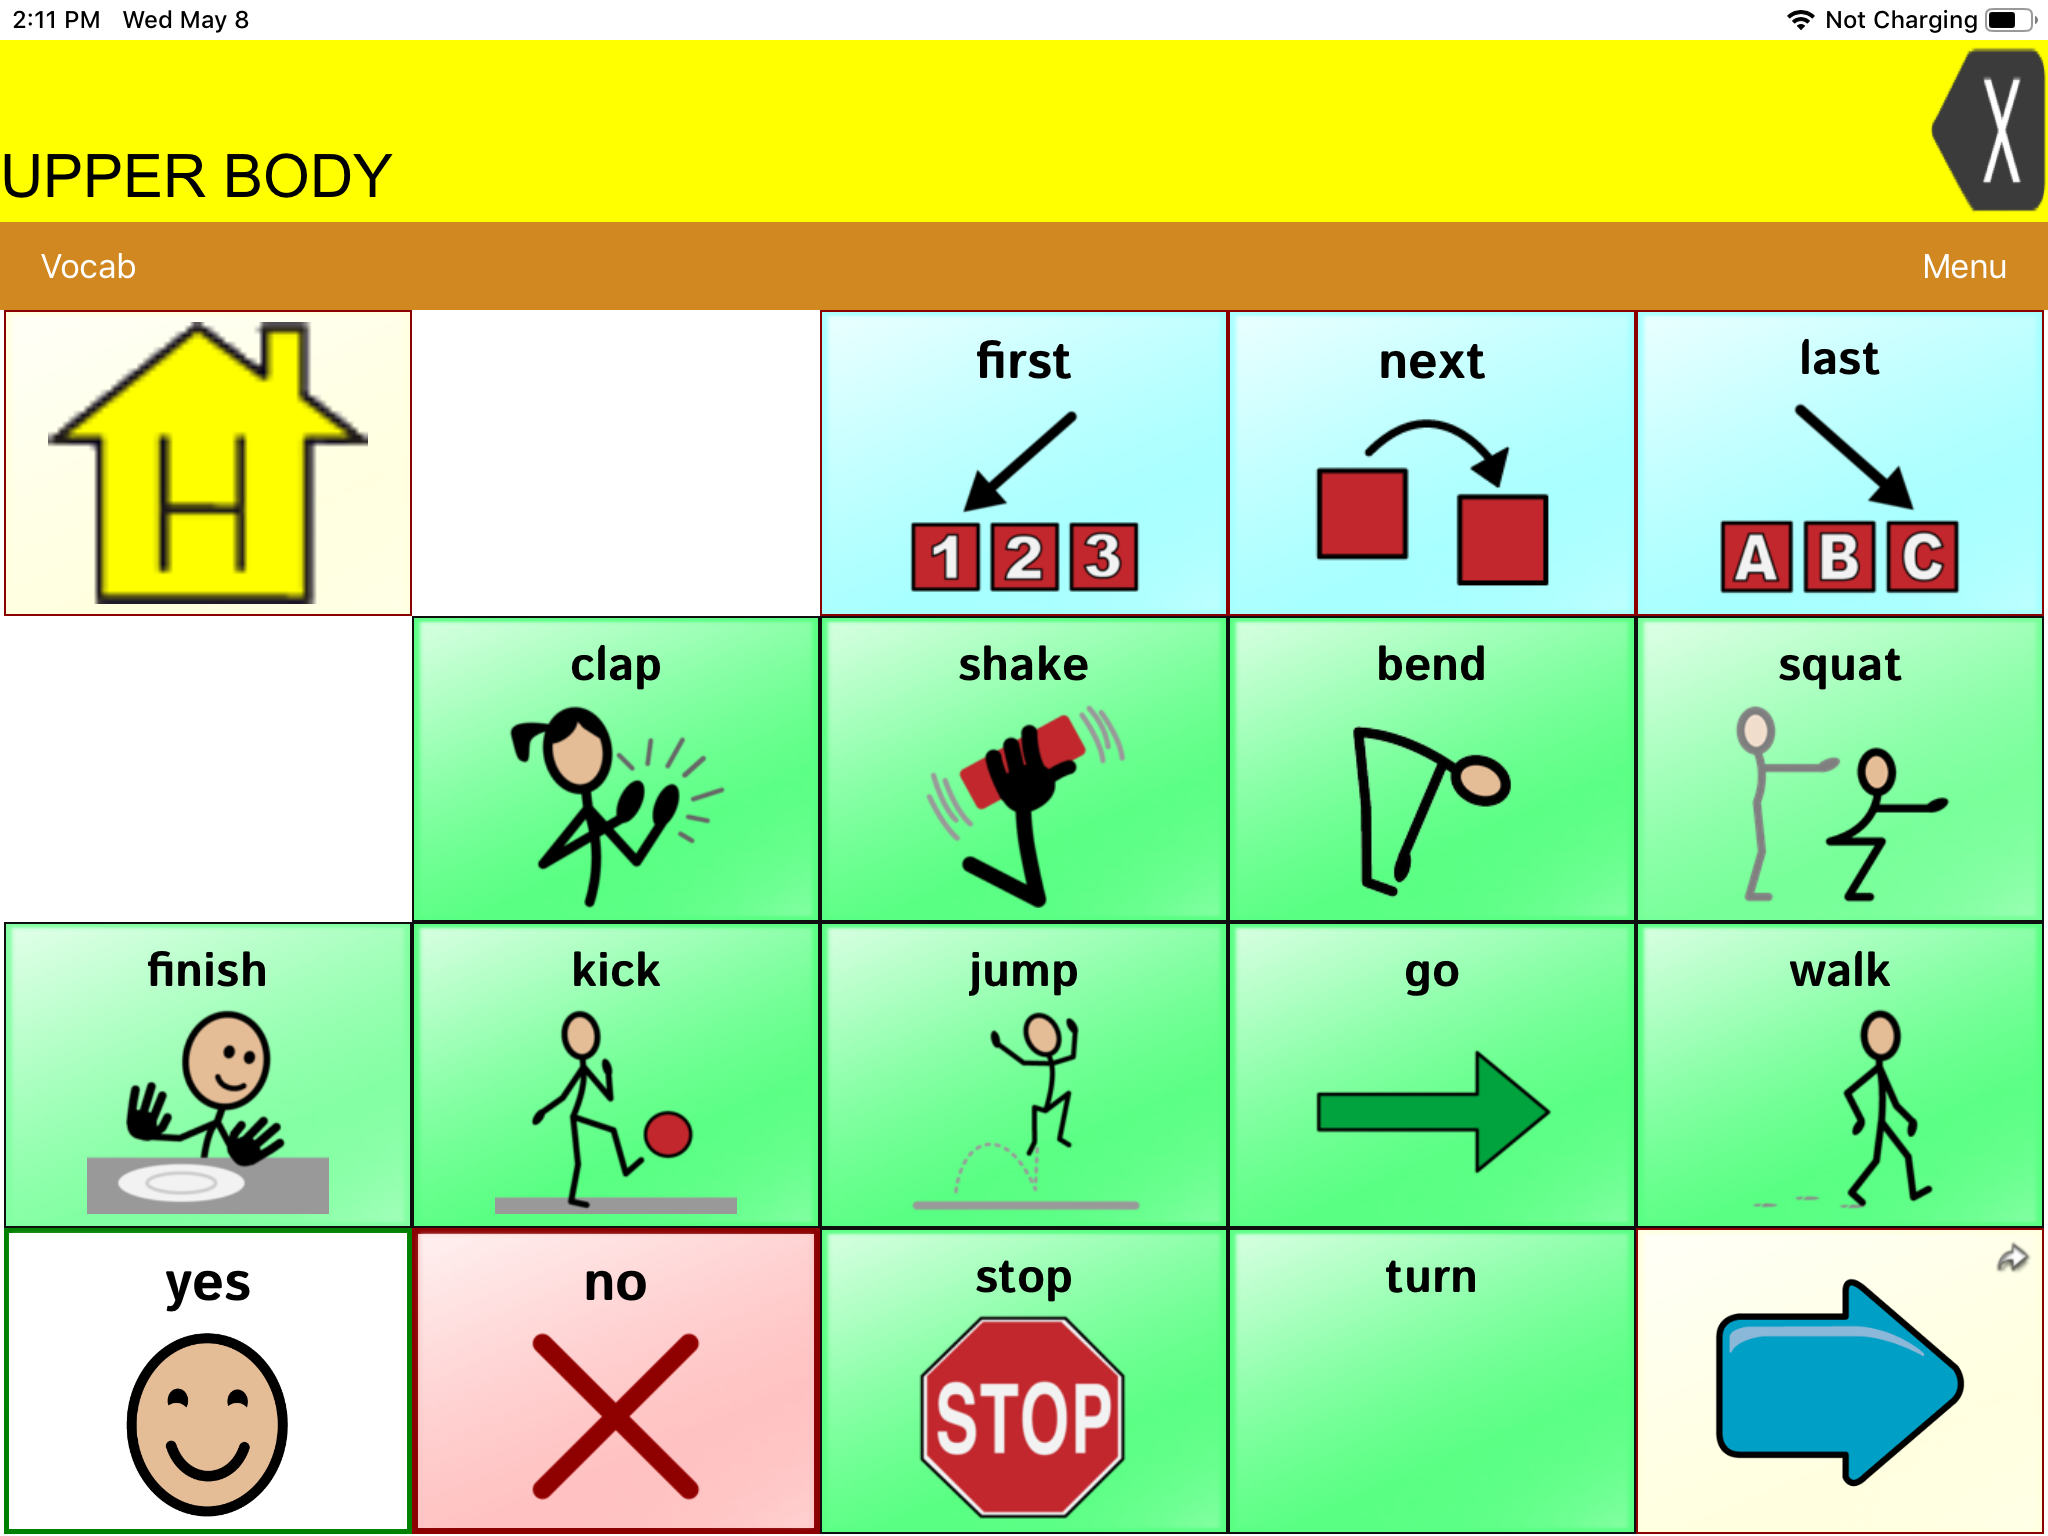 2:11 PM Wed May 8 Not Charging
UPPER BODY
X
Vocab Menu
H
first next last
1 2 3
A B C
clap shake bend squat
finish kick jump go walk
yes no stop turn
STOP